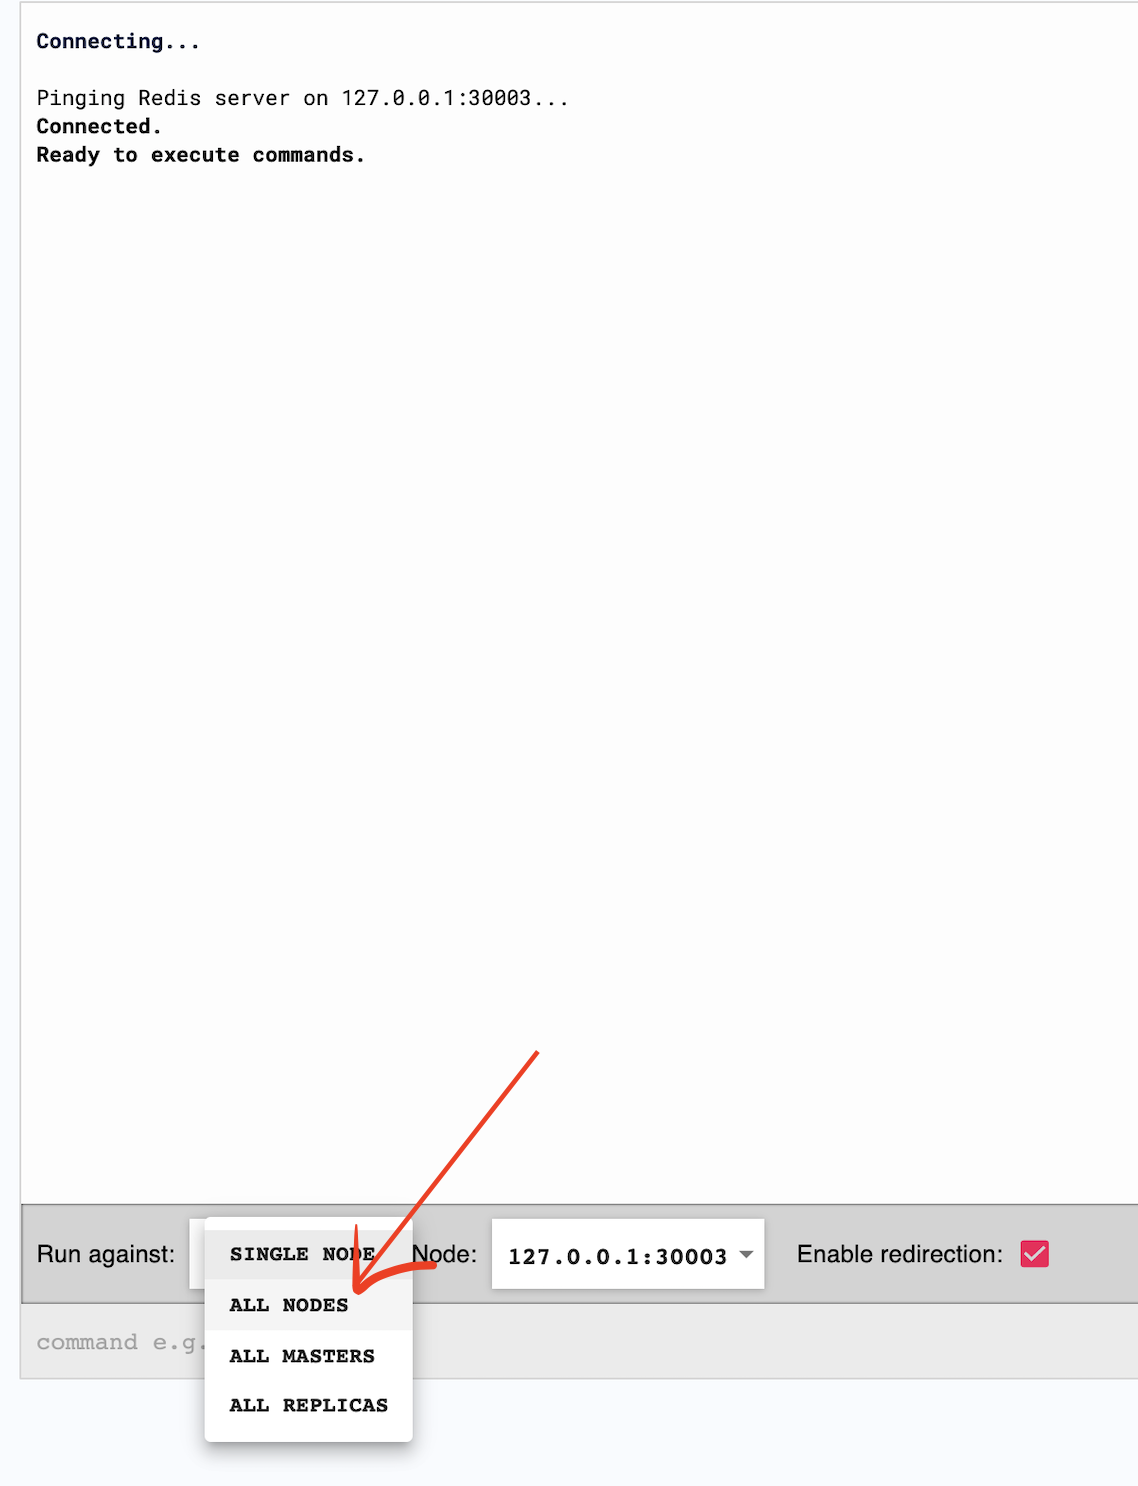 Connecting...
Pinging Redis server on 127.0.0.1:30003...
Connected.
Ready to execute commands.
Run against: SINGLE NODE Node: 127.0.0.1:30003 Enable redirection:
ALL NODES
command e.g.
ALL MASTERS
ALL REPLICAS